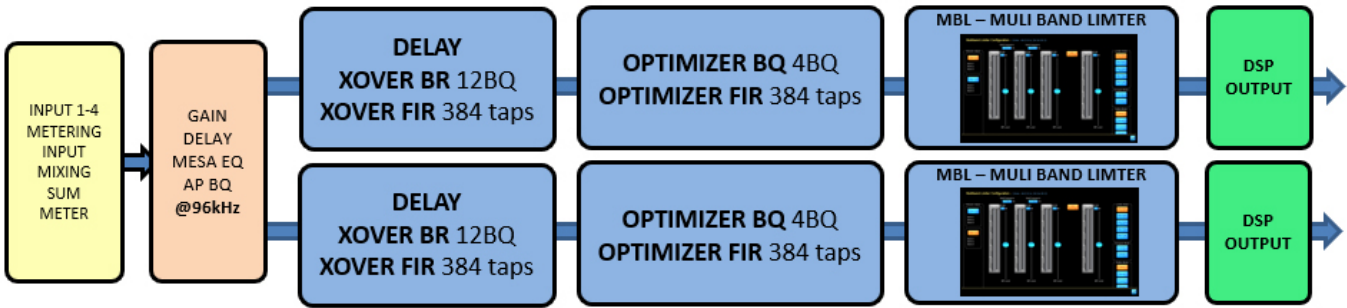 INPUT 1-4
METERING
INPUT
MIXING
SUM
METER
GAIN
DELAY
MESA EQ
AP BQ
@96kHz
DELAY
XOVER BR 12BQ
XOVER FIR 384 taps
OPTIMIZER BQ 4BQ
OPTIMIZER FIR 384 taps
MBL – MULI BAND LIMTER
DSP
OUTPUT
DELAY
XOVER BR 12BQ
XOVER FIR 384 taps
OPTIMIZER BQ 4BQ
OPTIMIZER FIR 384 taps
MBL – MULI BAND LIMTER
DSP
OUTPUT